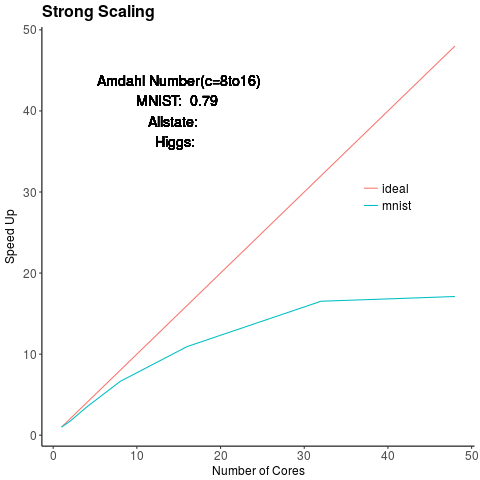 Strong Scaling
50
Amdahl Number(c=8to16)
MNIST: 0.79
Allstate:
Higgs:
40
30
20
10
0
Speed Up
ideal
mnist
0 10 20 30 40 50
Number of Cores